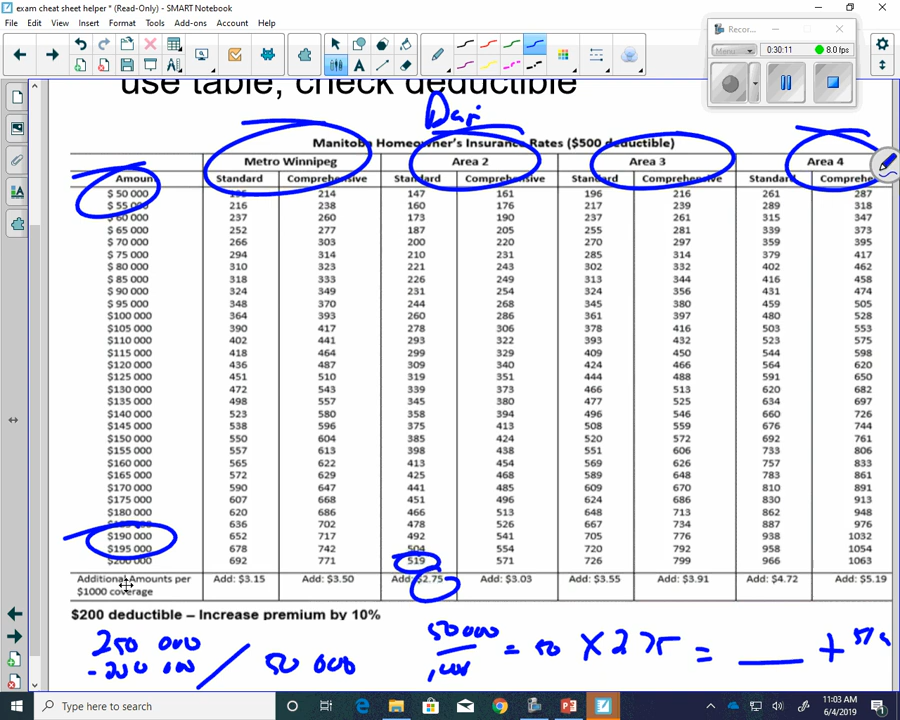 exam cheat sheet helper * (Read-Only) - SMART Notebook
File Edit View Insert Format Tools Add-ons Account Help
Recor...
Menu 0:30:11 8.0 fps
use table, check deductible
Manitoba Homeowner's Insurance Rates ($500 deductible)
Metro Winnipeg Area 2 Area 3 Area 4
Amount Standard Comprehensive Standard Comprehensive Standard Comprehensive Standard Comprehe
$ 50 000 214 147 161 196 216 261 287
$ 55 000 216 238 160 176 217 239 289 318
$ 60 000 237 260 173 190 237 261 315 347
$ 65 000 252 277 187 205 255 281 339 373
$ 70 000 266 303 200 220 270 297 359 395
$ 75 000 294 314 210 231 285 314 379 417
$ 80 000 310 323 221 243 302 332 402 462
$ 85 000 318 333 226 249 313 344 416 458
$ 90 000 324 349 231 254 324 356 431 474
$ 95 000 348 370 244 268 345 380 459 505
$100 000 364 393 260 286 361 397 480 528
$105 000 390 417 278 306 378 416 503 553
$110 000 402 441 293 322 393 432 523 575
$115 000 418 464 299 329 409 450 544 598
$120 000 436 487 309 340 424 466 564 620
$125 000 451 510 319 351 444 488 591 650
$130 000 472 543 339 373 466 513 620 682
$135 000 498 557 345 380 477 525 634 697
$140 000 523 580 358 394 496 546 660 726
$145 000 538 596 375 413 508 559 676 744
$150 000 550 604 385 424 520 572 692 761
$155 000 557 613 398 438 551 606 733 806
$160 000 565 622 413 454 569 626 757 833
$165 000 572 629 425 468 589 648 783 861
$170 000 590 647 441 485 609 670 810 891
$175 000 607 668 451 496 624 686 830 913
$180 000 620 686 466 513 648 713 862 948
636 702 478 526 667 734 887 976
$190 000 652 717 492 541 705 776 938 1032
$195 000 678 742 504 554 720 792 958 1054
$200 000 692 771 519 571 726 799 966 1063
Additional Amounts per $1000 coverage Add: $3.15 Add: $3.50 Add: $2.75 Add: $3.03 Add: $3.55 Add: $3.91 Add: $4.72 Add: $5.19
$200 deductible – Increase premium by 10%
250 000
50 000
= 50 × 2.75 = ___ + 519
Type here to search
11:03 AM
6/4/2019